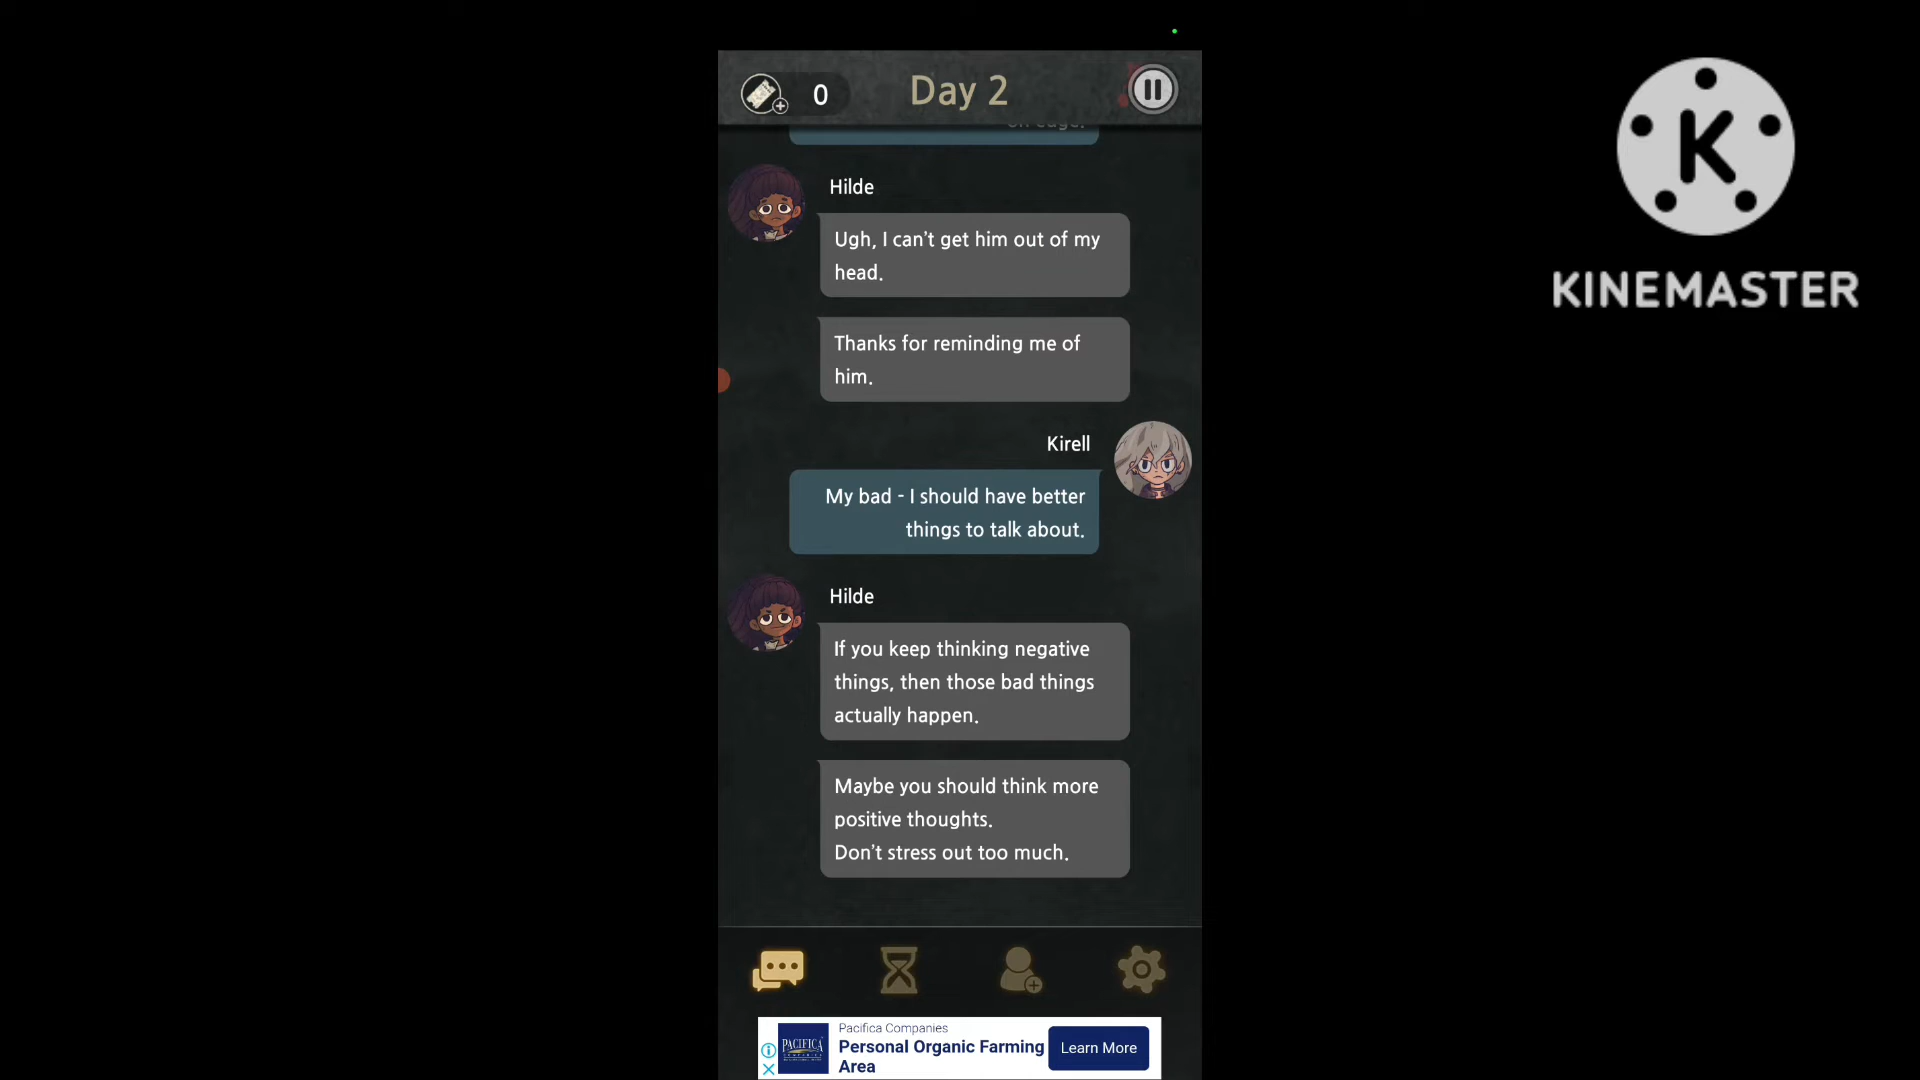 0
Day 2
on edge.
Hilde
Ugh, I can't get him out of my
head.
Thanks for reminding me of
him.
Kirell
My bad - I should have better
things to talk about.
Hilde
If you keep thinking negative
things, then those bad things
actually happen.
Maybe you should think more
positive thoughts.
Don't stress out too much.
PACIFICA
Pacifica Companies
Personal Organic Farming
Area
Learn More
K
KINEMASTER